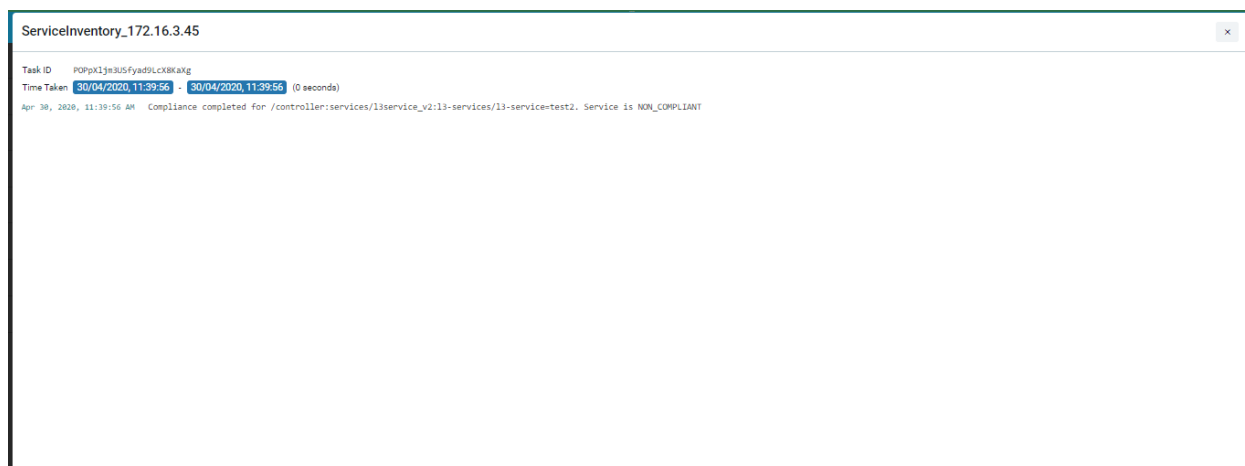 ServiceInventory_172.16.3.45
×
Task ID POPpXljm3USfyad9LcX8KaXg
Time Taken 30/04/2020, 11:39:56 - 30/04/2020, 11:39:56 (0 seconds)
Apr 30, 2020, 11:39:56 AM Compliance completed for /controller:services/l3service_v2:l3-services/l3-service=test2. Service is NON_COMPLIANT